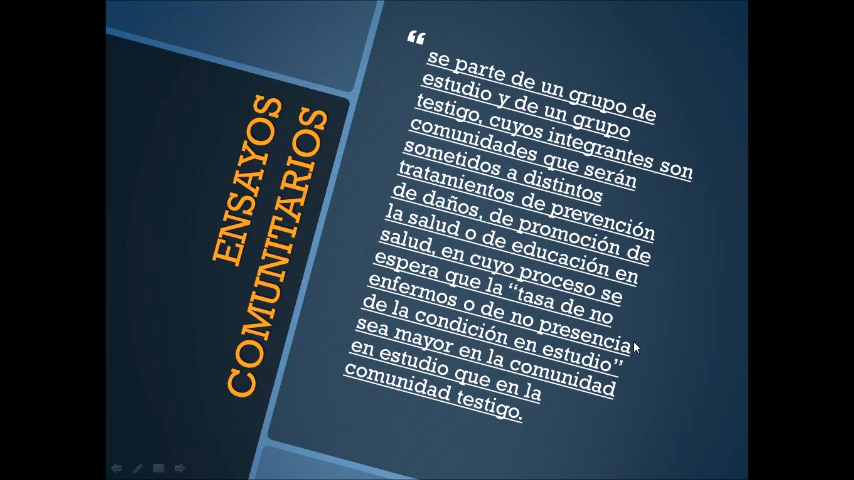 ENSAYOS
COMUNITARIOS
“
se parte de un grupo de
estudio y de un grupo
testigo, cuyos integrantes son
comunidades que serán
sometidos a distintos
tratamientos de prevención
de daños, de promoción de
la salud o de educación en
salud, en cuyo proceso se
espera que la “tasa de no
enfermos o de no presencia
de la condición en estudio”
sea mayor en la comunidad
en estudio que en la
comunidad testigo.